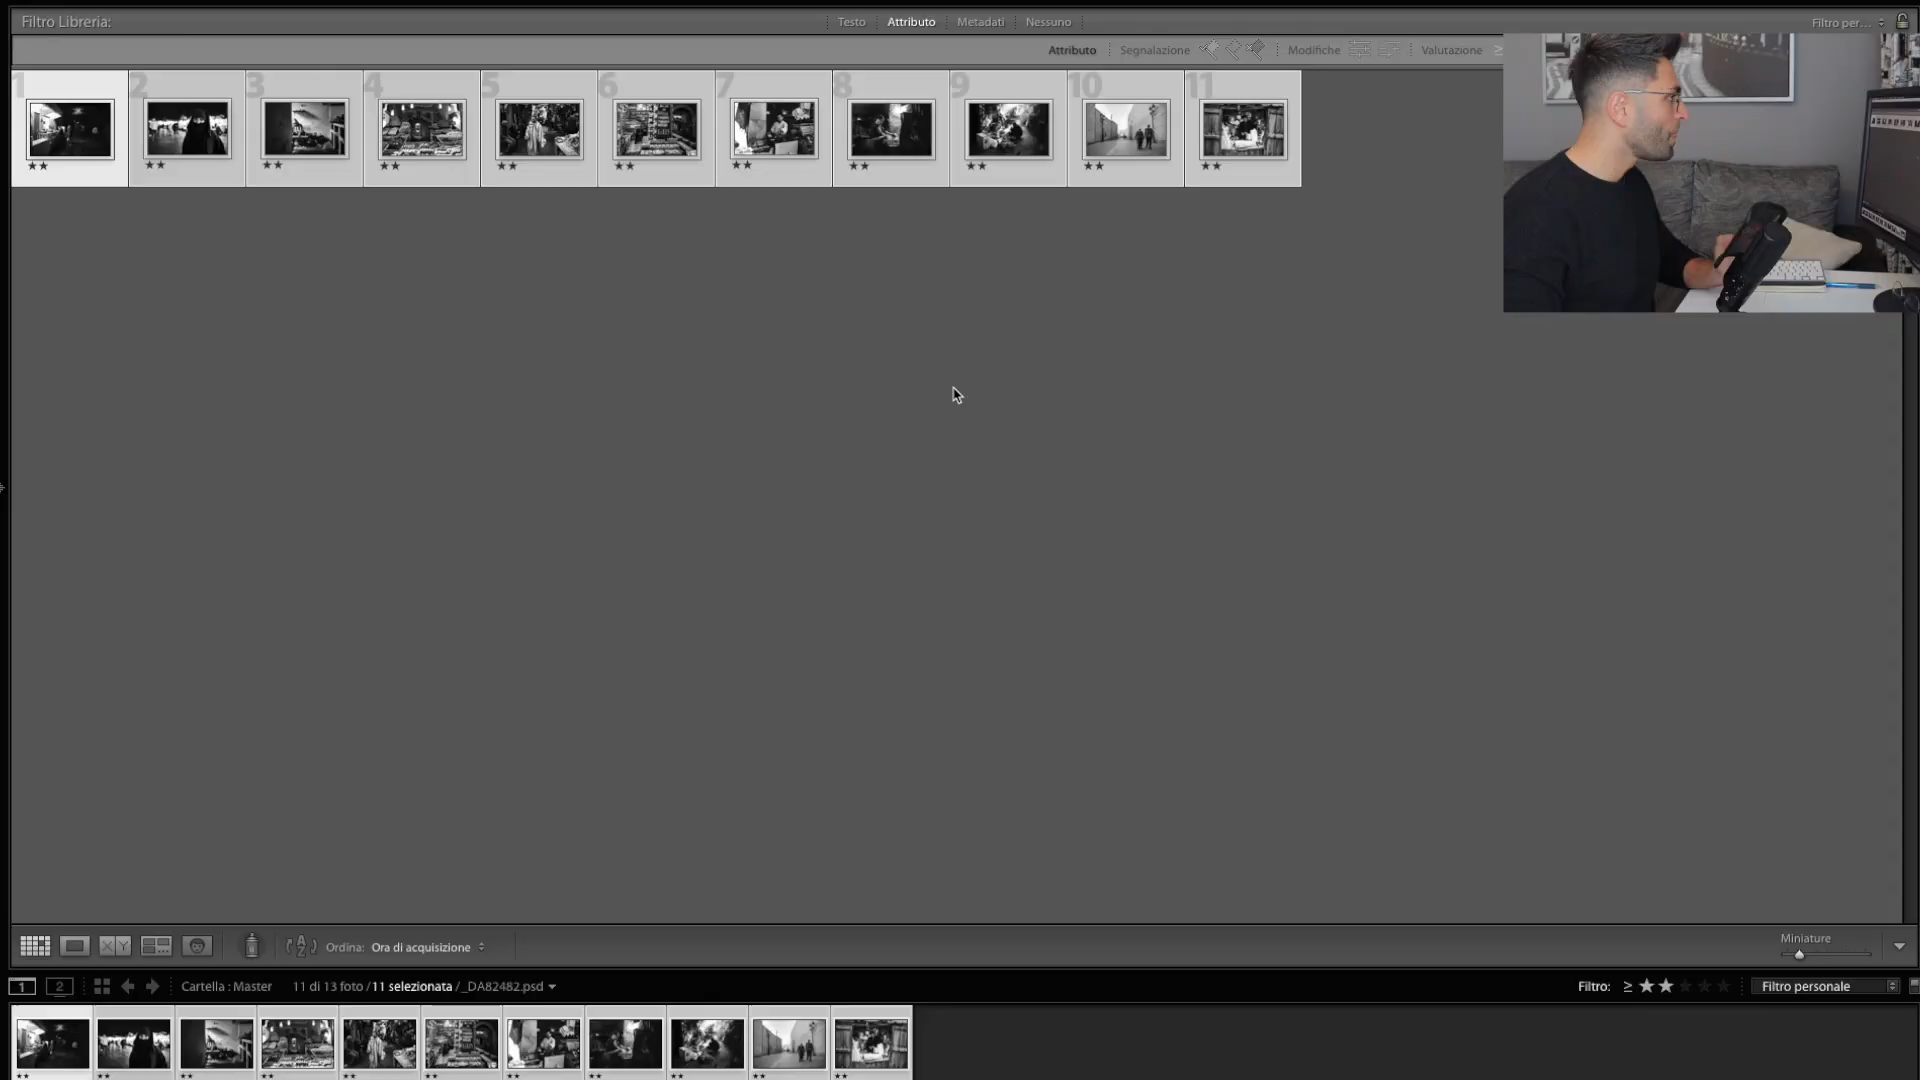 Filtro Libreria: Testo Attributo Metadati Nessuno Filtro per...
Attributo Segnalazione Modifiche Valutazione ≥
1 2 3 4 5 6 7 8 9 10 11
Ordina: Ora di acquisizione Miniature
1 2 Cartella : Master 11 di 13 foto / 11 selezionata / _DA82482.psd Filtro: ≥ Filtro personale